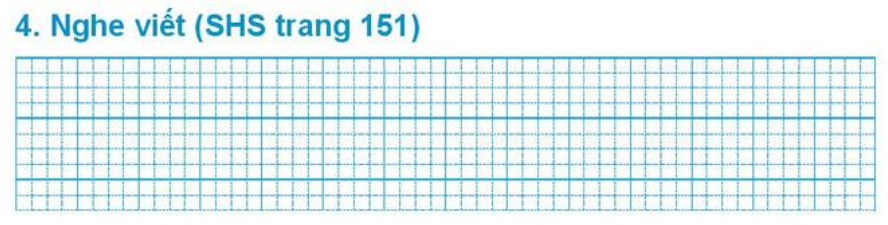 4. Nghe viết (SHS trang 151)